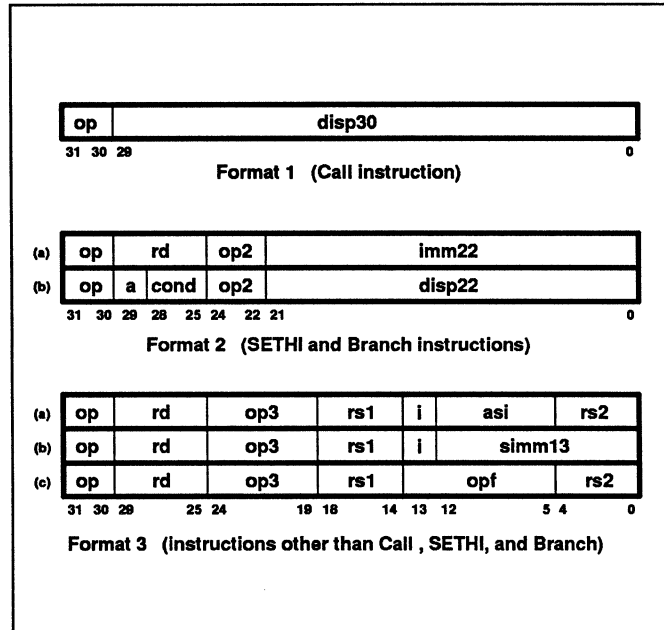 op disp30
31 30 29 0
Format 1 (Call instruction)
(a) op rd op2 imm22
(b) op a cond op2 disp22
31 30 29 28 25 24 22 21 0
Format 2 (SETHI and Branch instructions)
(a) op rd op3 rs1 i asi rs2
(b) op rd op3 rs1 i simm13
(c) op rd op3 rs1 opf rs2
31 30 29 25 24 19 18 14 13 12 5 4 0
Format 3 (instructions other than Call , SETHI, and Branch)